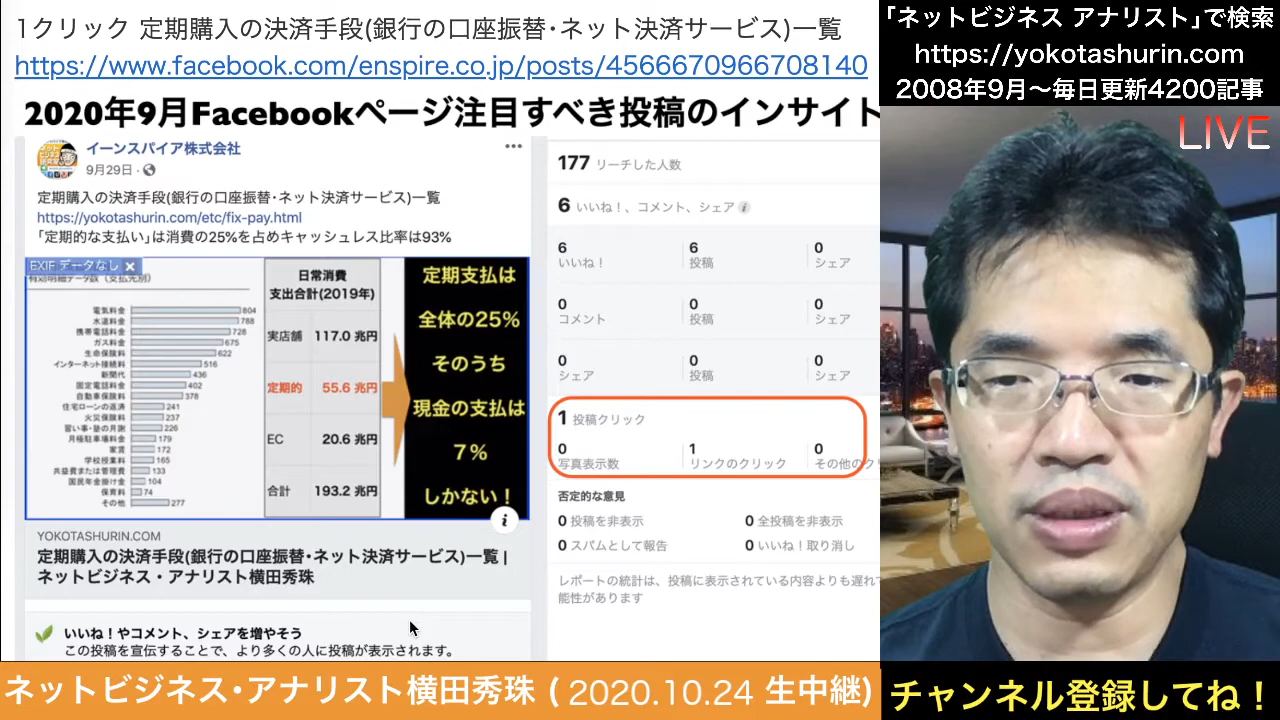 1クリック 定期購入の決済手段(銀行の口座振替･ネット決済サービス)一覧
https://www.facebook.com/enspire.co.jp/posts/4566670966708140
2020年9月Facebookページ注目すべき投稿のインサイト
イーンスパイア株式会社
9月29日
定期購入の決済手段(銀行の口座振替･ネット決済サービス)一覧
https://yokotashurin.com/etc/fix-pay.html
｢定期的な支払い｣は消費の25%を占めキャッシュレス比率は93%
EXIF データなし
有効明細データ数（支払先別）
電気料金 804
水道料金 788
携帯電話料金 728
ガス料金 675
生命保険料 622
インターネット接続料 516
新聞代 436
固定電話料金 402
自動車保険料 378
住宅ローンの返済 241
火災保険料 237
習い事･塾の月謝 226
月極駐車場料金 179
家賃 172
学校授業料 165
共益費または管理費 133
国民年金掛け金 104
保育料 74
その他 277
日常消費
支出合計(2019年)
実店舗 117.0 兆円
定期的 55.6 兆円
EC 20.6 兆円
合計 193.2 兆円
定期支払は
全体の25%
そのうち
現金の支払は
７%
しかない！
YOKOTASHURIN.COM
定期購入の決済手段(銀行の口座振替･ネット決済サービス)一覧 |
ネットビジネス・アナリスト横田秀珠
いいね！やコメント、シェアを増やそう
この投稿を宣伝することで、より多くの人に投稿が表示されます。
177 リーチした人数
6 いいね！、コメント、シェア
6 6 0
いいね！ 投稿 シェア
0 0 0
コメント 投稿 シェア
0 0 0
シェア 投稿 シェア
1 投稿クリック
0 1 0
写真表示数 リンクのクリック その他のク
否定的な意見
0 投稿を非表示 0 全投稿を非表示
0 スパムとして報告 0 いいね！取り消し
レポートの統計は、投稿に表示されている内容よりも遅れ
能性があります
｢ネットビジネス アナリスト｣で検索
https://yokotashurin.com
2008年9月〜毎日更新4200記事
LIVE
ネットビジネス･アナリスト横田秀珠 ( 2020.10.24 生中継)
チャンネル登録してね！